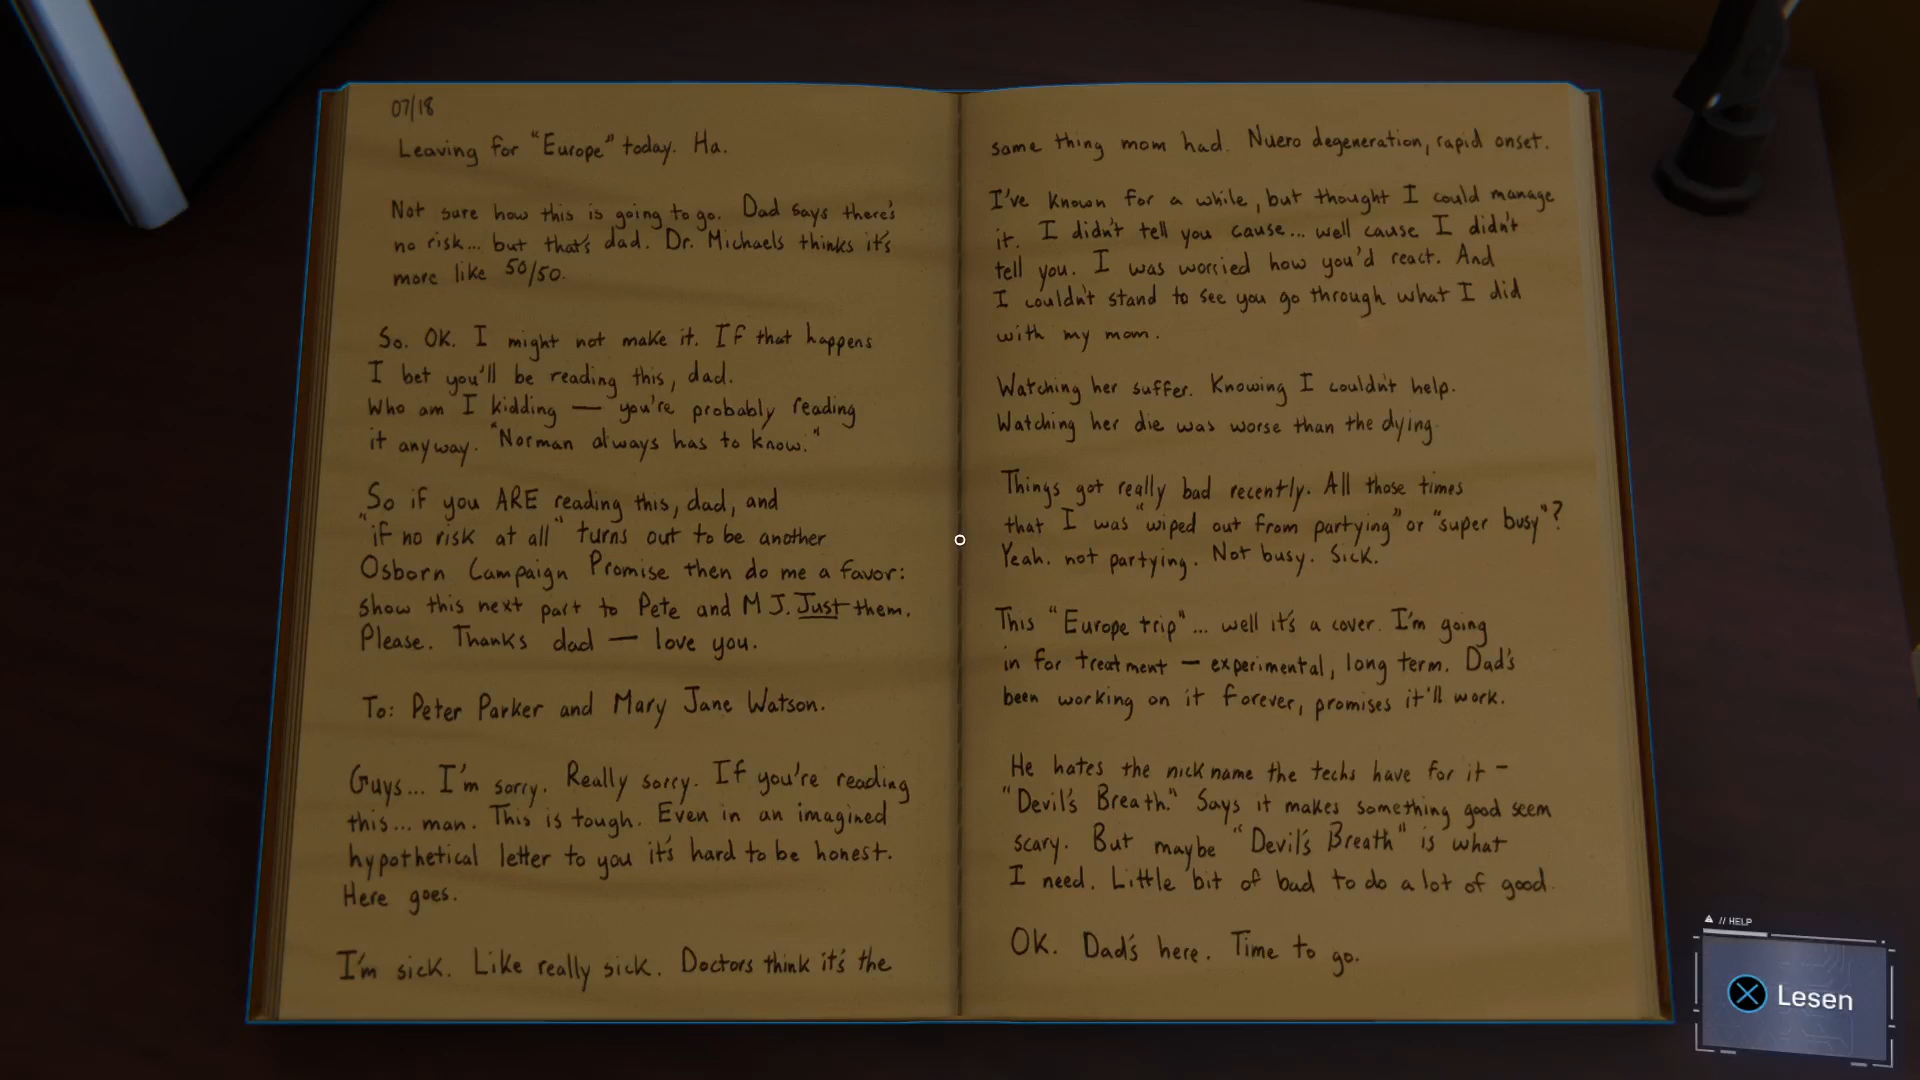 07/18
Leaving for "Europe" today. Ha.
Not sure how this is going to go. Dad says there's
no risk... but that's dad. Dr. Michaels thinks it's
more like 50/50.
So. OK. I might not make it. If that happens
I bet you'll be reading this, dad.
Who am I kidding — you're probably reading
it anyway. "Norman always has to know."
So if you ARE reading this, dad, and
"if no risk at all" turns out to be another
Osborn Campaign Promise then do me a favor:
show this next part to Pete and MJ. Just them.
Please. Thanks dad — love you.
To: Peter Parker and Mary Jane Watson.
Guys... I'm sorry. Really sorry. If you're reading
this... man. This is tough. Even in an imagined
hypothetical letter to you it's hard to be honest.
Here goes.
I'm sick. Like really sick. Doctors think it's the
same thing mom had. Nuero degeneration, rapid onset.
I've known for a while, but thought I could manage
it. I didn't tell you cause... well cause I didn't
tell you. I was worried how you'd react. And
I couldn't stand to see you go through what I did
with my mom.
Watching her suffer. Knowing I couldn't help.
Watching her die was worse than the dying.
Things got really bad recently. All those times
that I was "wiped out from partying" or "super busy"?
Yeah. not partying. Not busy. Sick.
This "Europe trip"... well it's a cover. I'm going
in for treatment — experimental, long term. Dad's
been working on it forever, promises it'll work.
He hates the nickname the techs have for it -
"Devil's Breath." Says it makes something good seem
scary. But maybe "Devil's Breath" is what
I need. Little bit of bad to do a lot of good.
OK. Dad's here. Time to go.
// HELP
Lesen